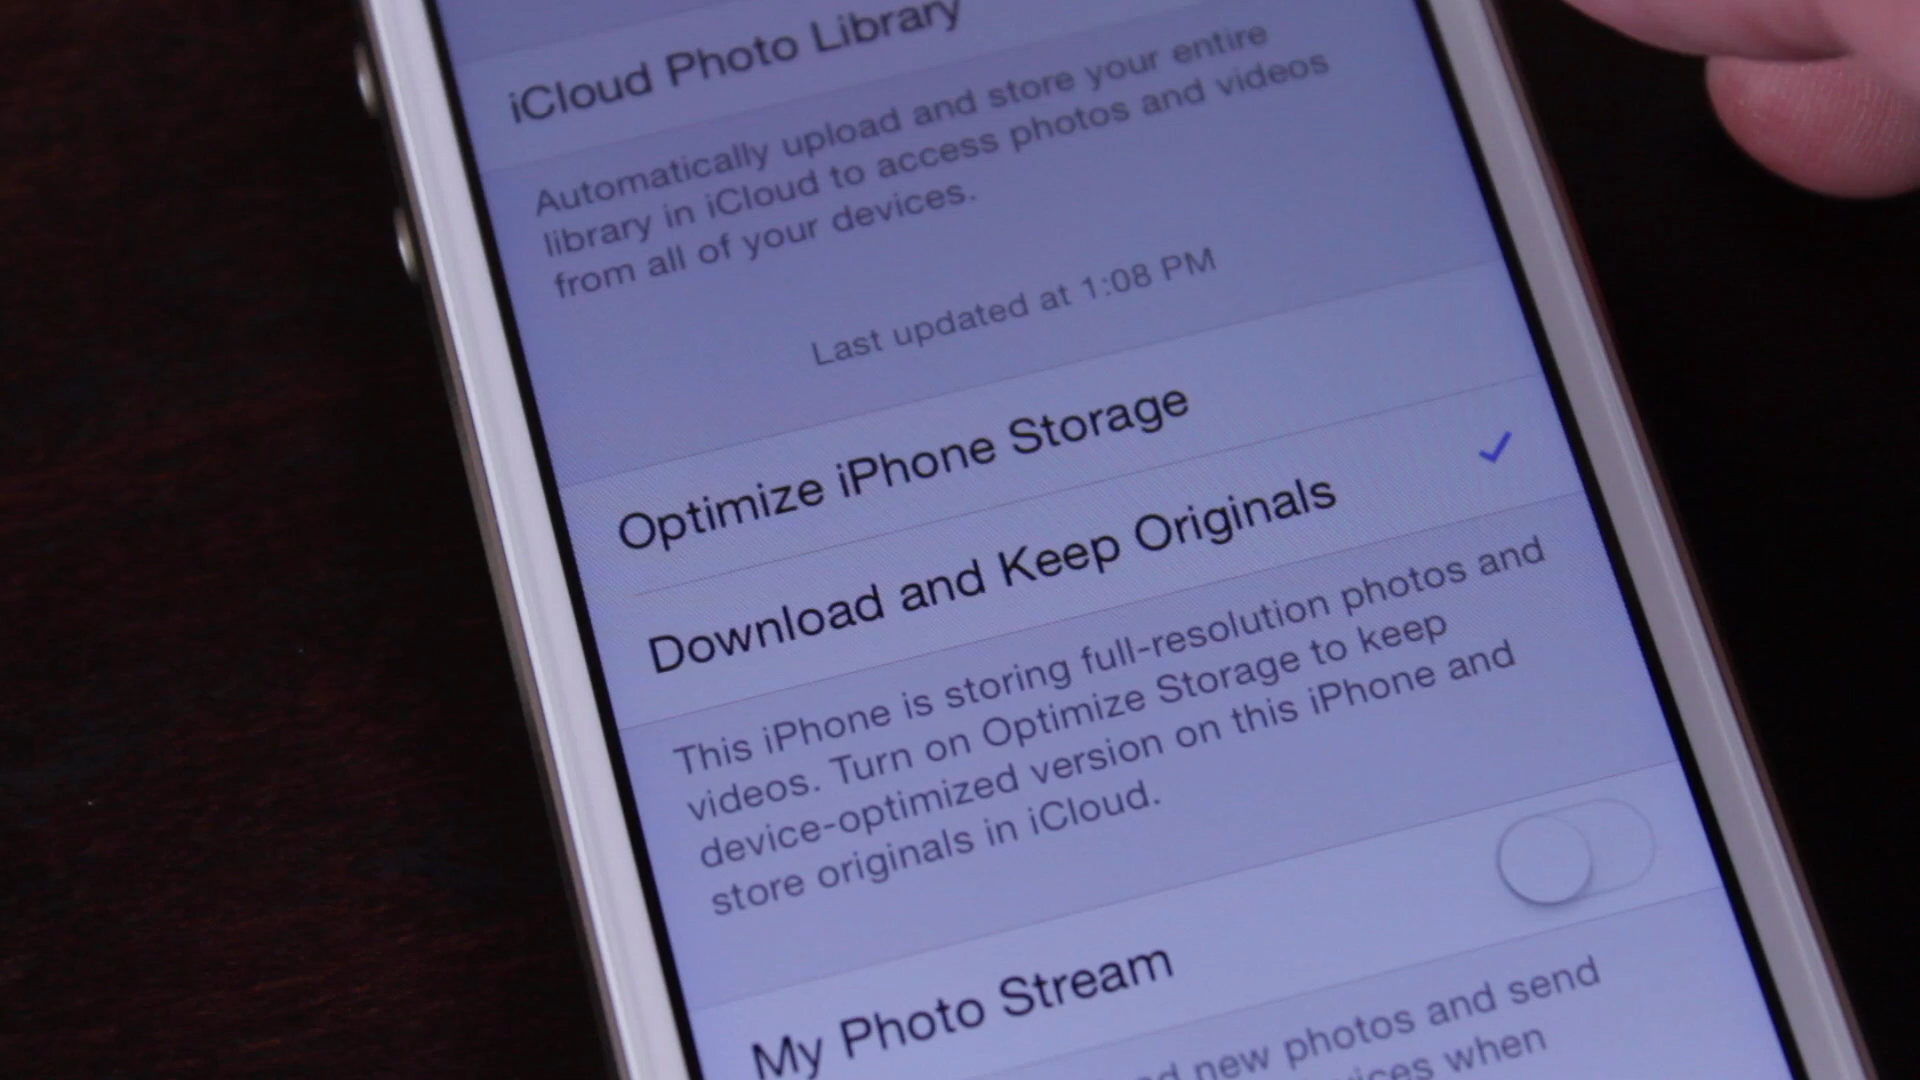 iCloud Photo Library
Automatically upload and store your entire
library in iCloud to access photos and videos
from all of your devices.
Last updated at 1:08 PM
Optimize iPhone Storage
Download and Keep Originals
This iPhone is storing full-resolution photos and
videos. Turn on Optimize Storage to keep
device-optimized version on this iPhone and
store originals in iCloud.
My Photo Stream
new photos and send
when